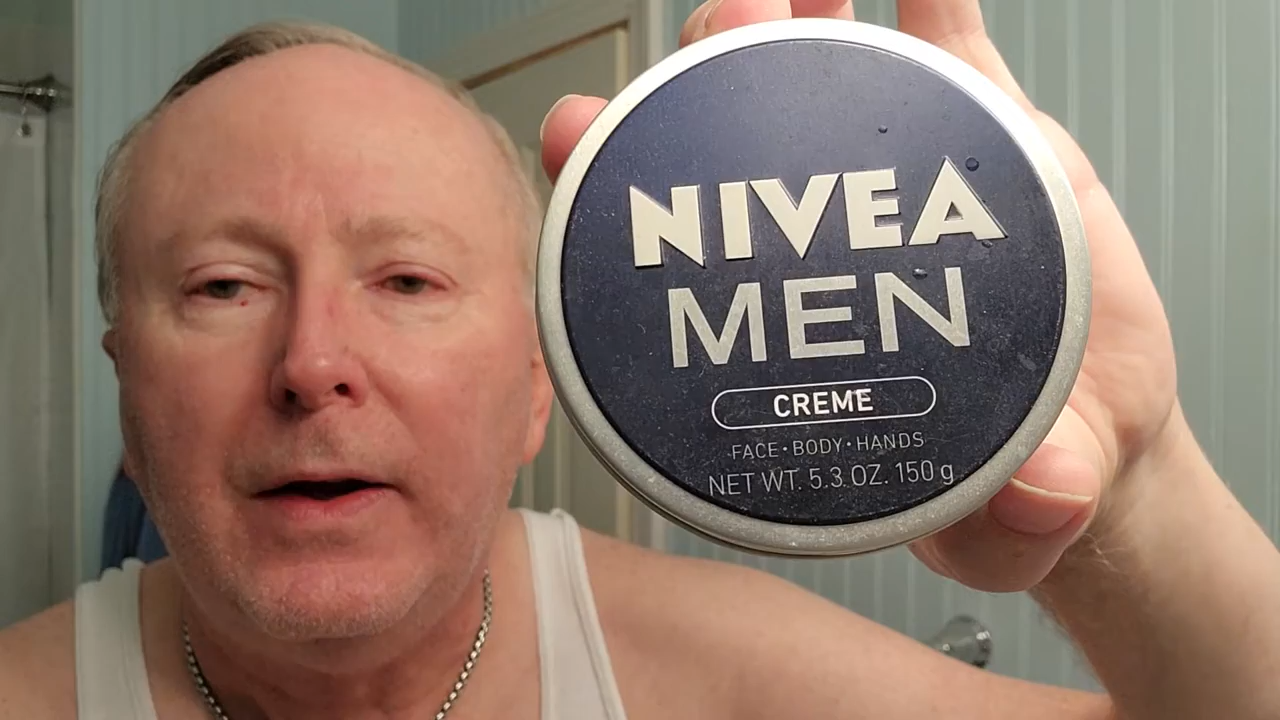 NIVEA
MEN
CREME
FACE • BODY • HANDS
NET WT. 5.3 OZ. 150 g